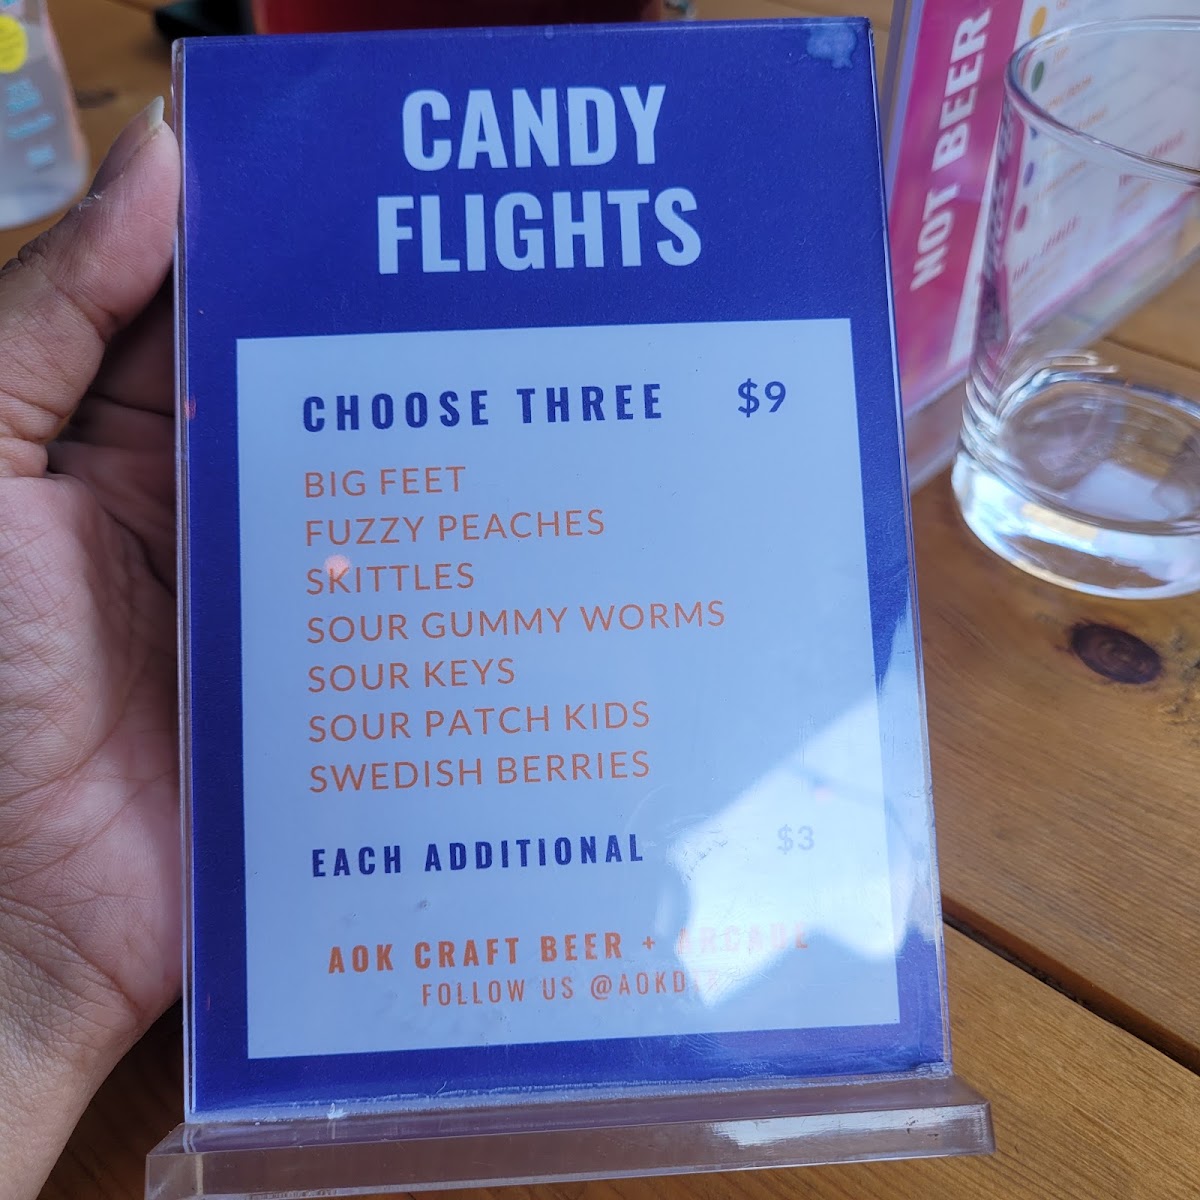 CANDY
FLIGHTS
CHOOSE THREE $9
BIG FEET
FUZZY PEACHES
SKITTLES
SOUR GUMMY WORMS
SOUR KEYS
SOUR PATCH KIDS
SWEDISH BERRIES
EACH ADDITIONAL $3
AOK CRAFT BEER + ARCADE
FOLLOW US
NOT BEER